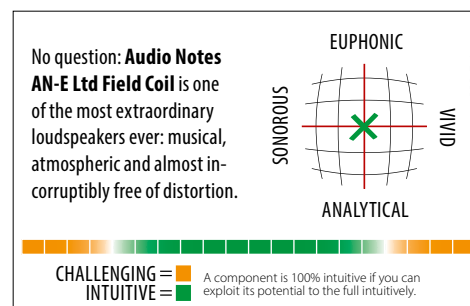 No question: Audio Notes
AN-E Ltd Field Coil is one
of the most extraordinary
loudspeakers ever: musical,
atmospheric and almost in-
corruptibly free of distortion.
EUPHONIC
SONOROUS
VIVID
ANALYTICAL
CHALLENGING =
INTUITIVE =
A component is 100% intuitive if you can
exploit its potential to the full intuitively.